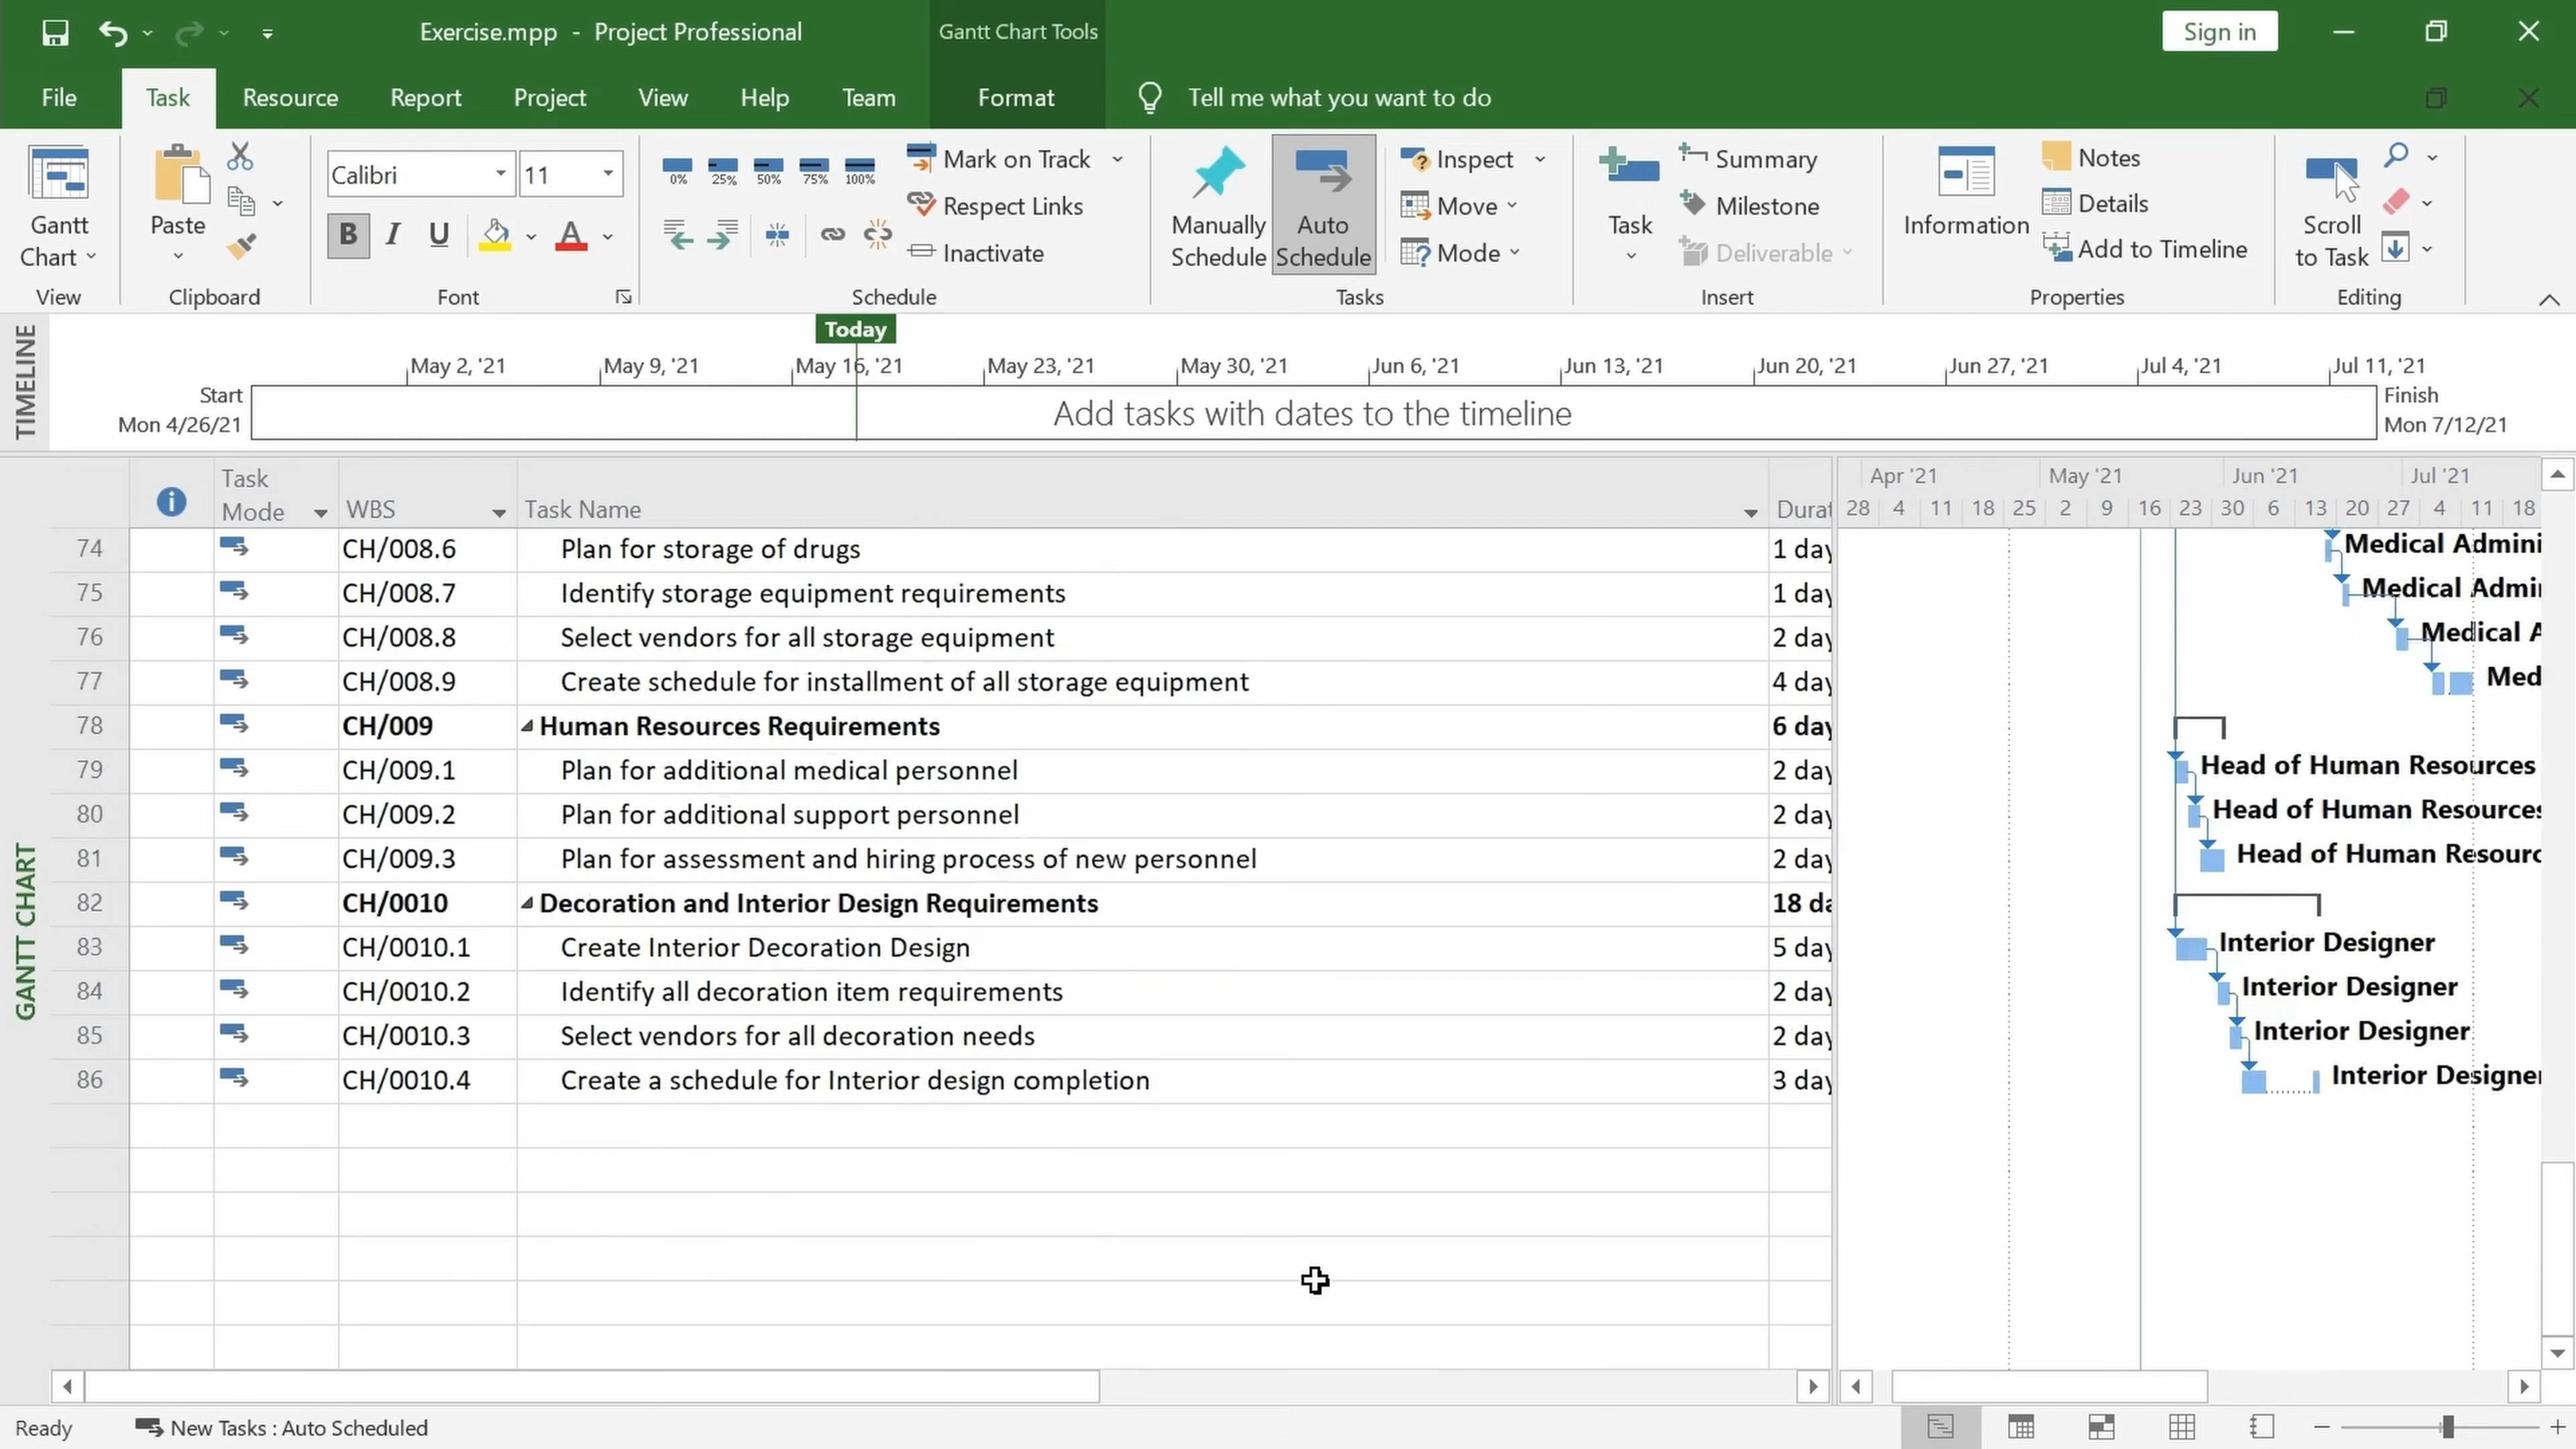 Exercise.mpp - Project Professional
Gantt Chart Tools
Sign in
File Task Resource Report Project View Help Team Format Tell me what you want to do
Gantt Chart
View
Paste
Clipboard
Calibri 11
B I U A
Font
0% 25% 50% 75% 100%
Mark on Track
Respect Links
Inactivate
Schedule
Manually Schedule
Auto Schedule
Inspect
Move
Mode
Tasks
Task
Summary
Milestone
Deliverable
Insert
Information
Notes
Details
Add to Timeline
Properties
Scroll to Task
Editing
TIMELINE
Today
May 2, '21 May 9, '21 May 16, '21 May 23, '21 May 30, '21 Jun 6, '21 Jun 13, '21 Jun 20, '21 Jun 27, '21 Jul 4, '21 Jul 11, '21
Start
Mon 4/26/21
Add tasks with dates to the timeline
Finish
Mon 7/12/21
GANTT CHART
Task Mode WBS Task Name Durat
Apr '21 May '21 Jun '21 Jul '21
28 4 11 18 25 2 9 16 23 30 6 13 20 27 4 11 18
74 CH/008.6 Plan for storage of drugs 1 day Medical Admini
75 CH/008.7 Identify storage equipment requirements 1 day Medical Admin
76 CH/008.8 Select vendors for all storage equipment 2 day Medical A
77 CH/008.9 Create schedule for installment of all storage equipment 4 day Med
78 CH/009 Human Resources Requirements 6 day
79 CH/009.1 Plan for additional medical personnel 2 day Head of Human Resources
80 CH/009.2 Plan for additional support personnel 2 day Head of Human Resources
81 CH/009.3 Plan for assessment and hiring process of new personnel 2 day Head of Human Resourc
82 CH/0010 Decoration and Interior Design Requirements 18 da
83 CH/0010.1 Create Interior Decoration Design 5 day Interior Designer
84 CH/0010.2 Identify all decoration item requirements 2 day Interior Designer
85 CH/0010.3 Select vendors for all decoration needs 2 day Interior Designer
86 CH/0010.4 Create a schedule for Interior design completion 3 day Interior Designer
Ready New Tasks : Auto Scheduled